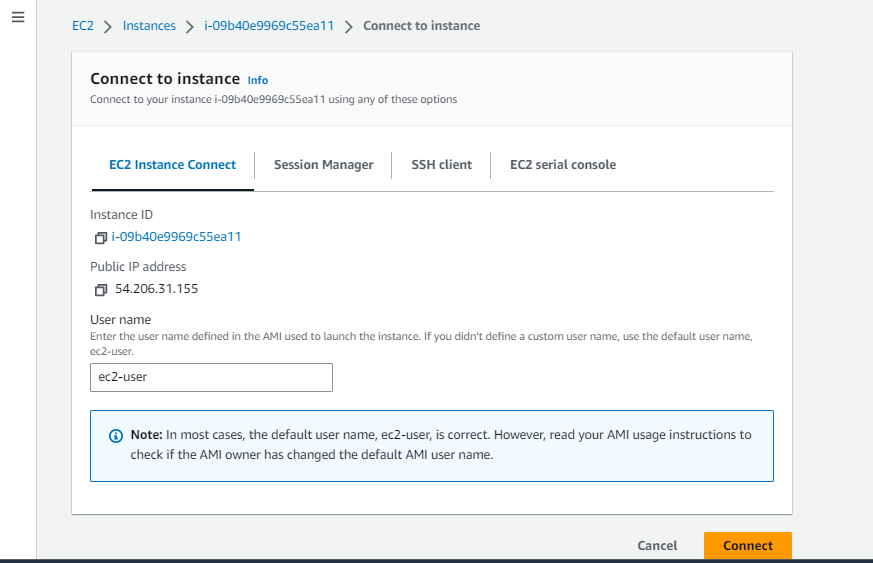 EC2 > Instances > i-09b40e9969c55ea11 > Connect to instance
Connect to instance Info
Connect to your instance i-09b40e9969c55ea11 using any of these options
EC2 Instance Connect Session Manager SSH client EC2 serial console
Instance ID
i-09b40e9969c55ea11
Public IP address
54.206.31.155
User name
Enter the user name defined in the AMI used to launch the instance. If you didn't define a custom user name, use the default user name,
ec2-user.
ec2-user
Note: In most cases, the default user name, ec2-user, is correct. However, read your AMI usage instructions to
check if the AMI owner has changed the default AMI user name.
Cancel Connect